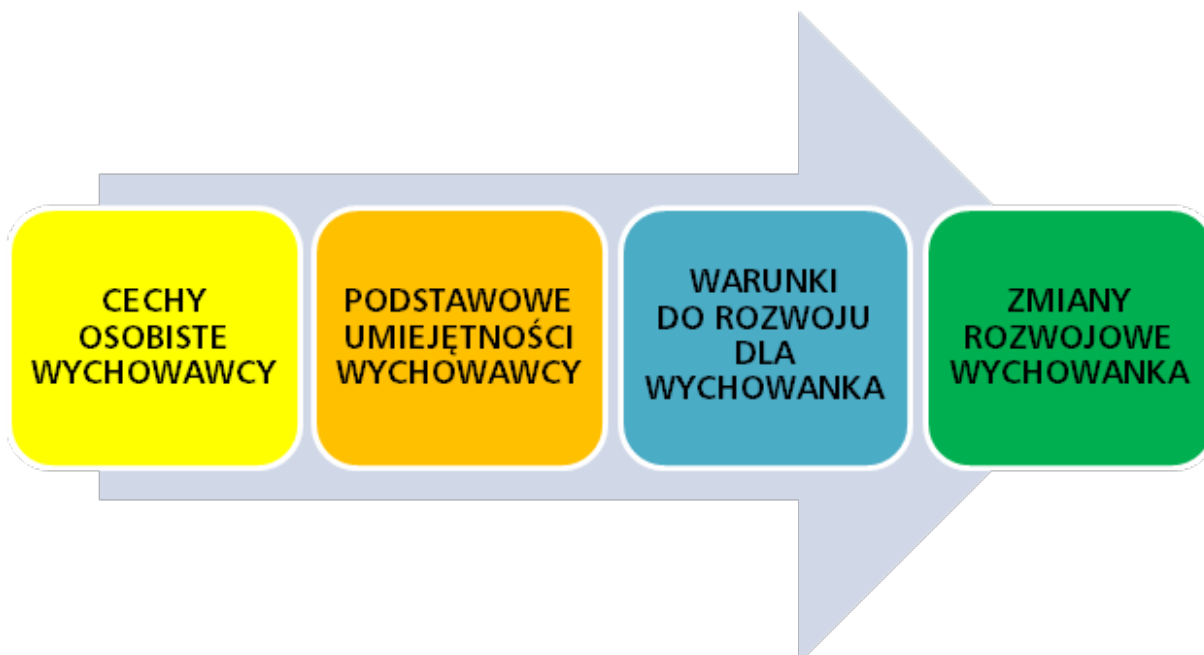 CECHY
OSOBISTE
WYCHOWAWCY
PODSTAWOWE
UMIEJĘTNOŚCI
WYCHOWAWCY
WARUNKI
DO ROZWOJU
DLA
WYCHOWANKA
ZMIANY
ROZWOJOWE
WYCHOWANKA